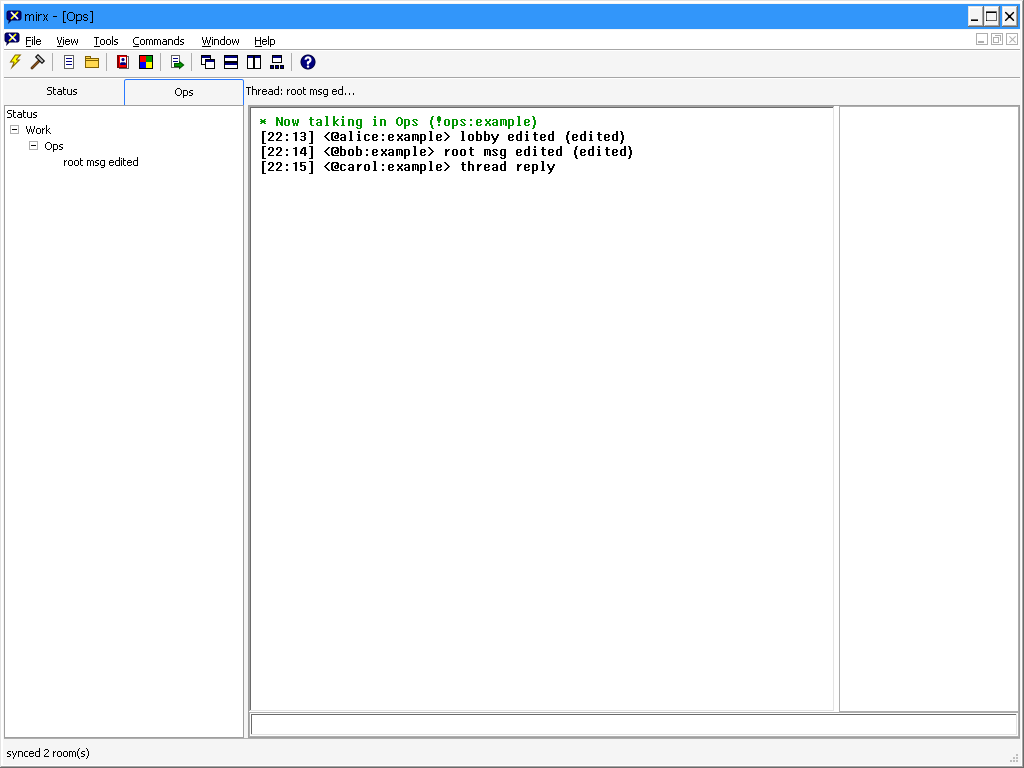 mirx - [Ops]
File View Tools Commands Window Help
Status Ops Thread: root msg ed...
Status
Work
Ops
root msg edited
* Now talking in Ops (!ops:example)
[22:13] <@alice:example> lobby edited (edited)
[22:14] <@bob:example> root msg edited (edited)
[22:15] <@carol:example> thread reply
synced 2 room(s)